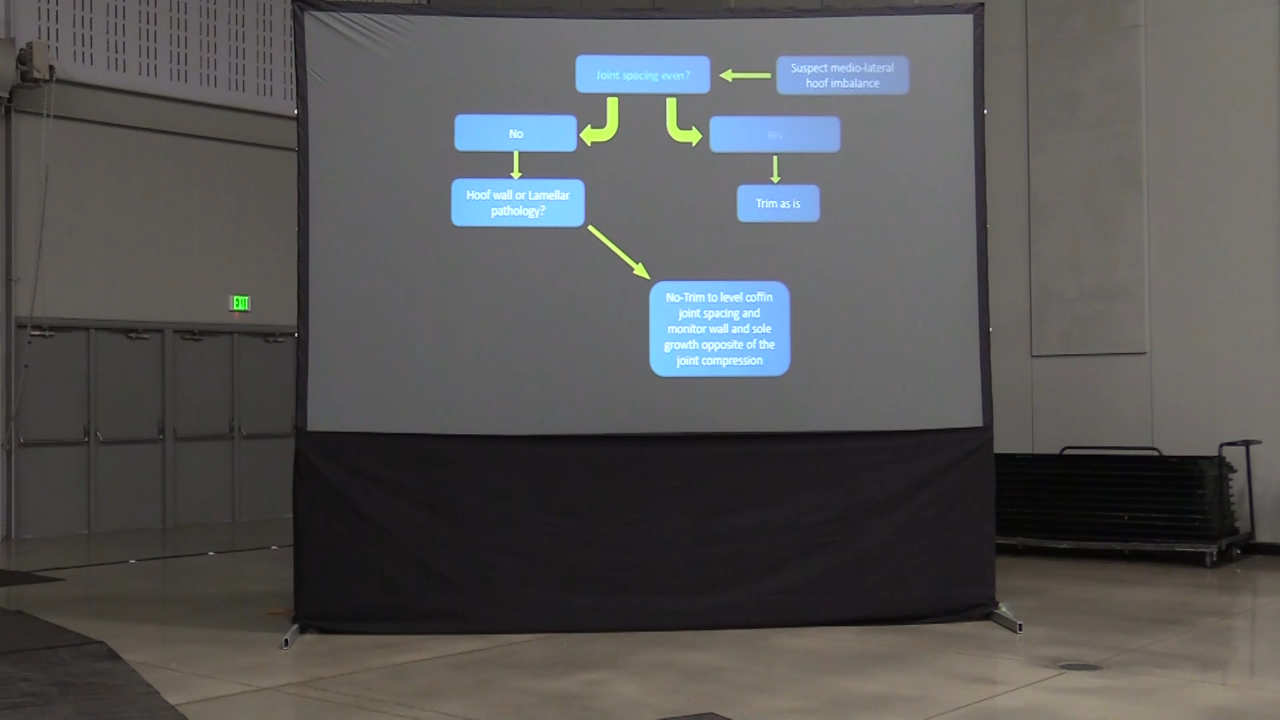 Joint spacing even?
Suspect medio-lateral
hoof imbalance
No
Yes
Hoof wall or Lamellar
pathology?
Trim as is
No-Trim to level coffin
joint spacing and
monitor wall and sole
growth opposite of the
joint compression
EXIT